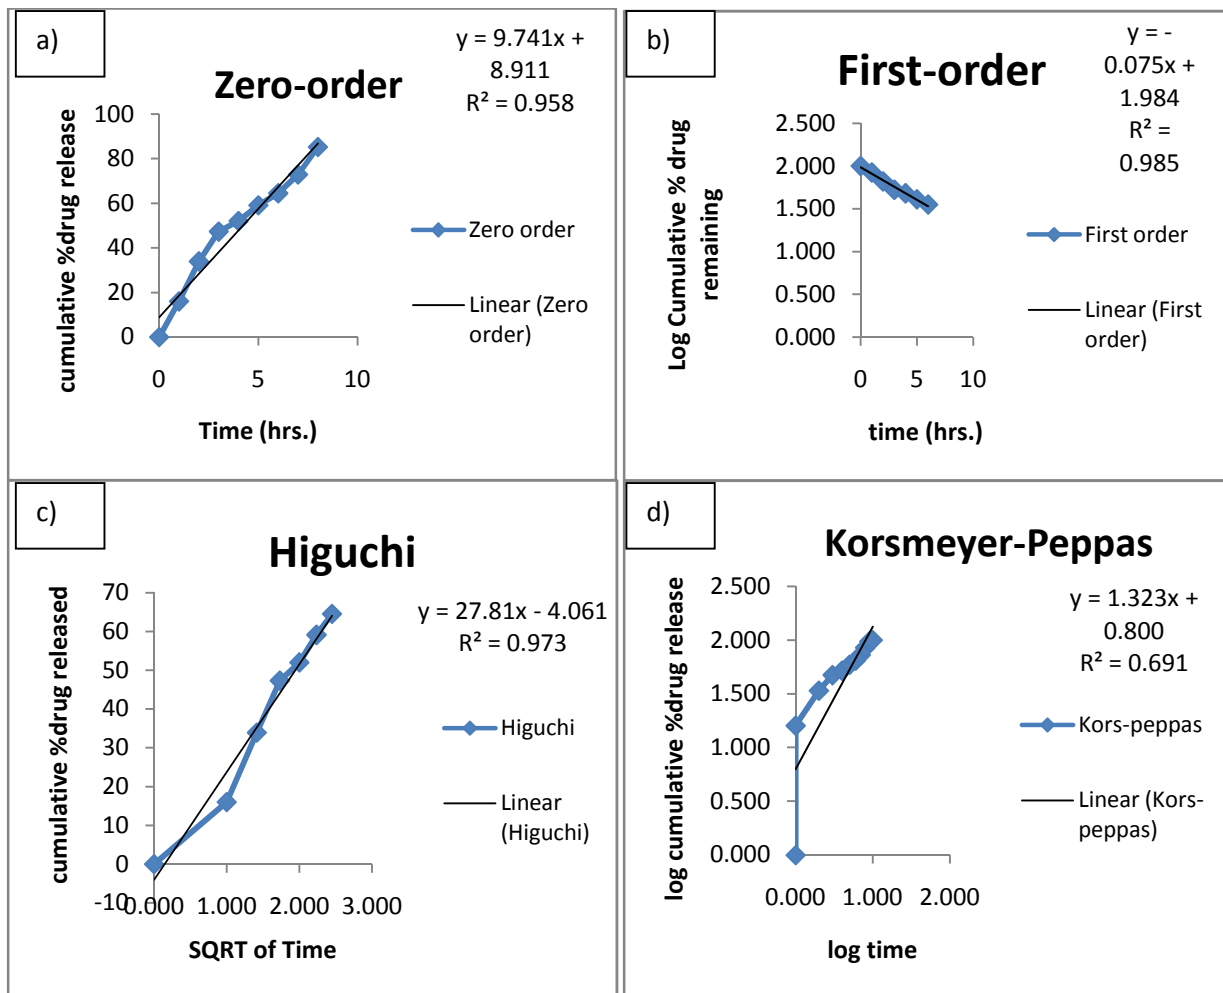 a)
Zero-order
y = 9.741x +
8.911
R² = 0.958
cumulative %drug release
100
80
60
40
20
0
0 5 10
Time (hrs.)
Zero order
Linear (Zero
order)
b)
First-order
y = -
0.075x +
1.984
R² =
0.985
Log Cumulative % drug
remaining
2.500
2.000
1.500
1.000
0.500
0.000
0 5 10
time (hrs.)
First order
Linear (First
order)
c)
Higuchi
y = 27.81x - 4.061
R² = 0.973
cumulative %drug released
70
60
50
40
30
20
10
0
-10
0.000 1.000 2.000 3.000
SQRT of Time
Higuchi
Linear
(Higuchi)
d)
Korsmeyer-Peppas
y = 1.323x +
0.800
R² = 0.691
log cumulative %drug release
2.500
2.000
1.500
1.000
0.500
0.000
0.000 1.000 2.000
log time
Kors-peppas
Linear (Kors-
peppas)